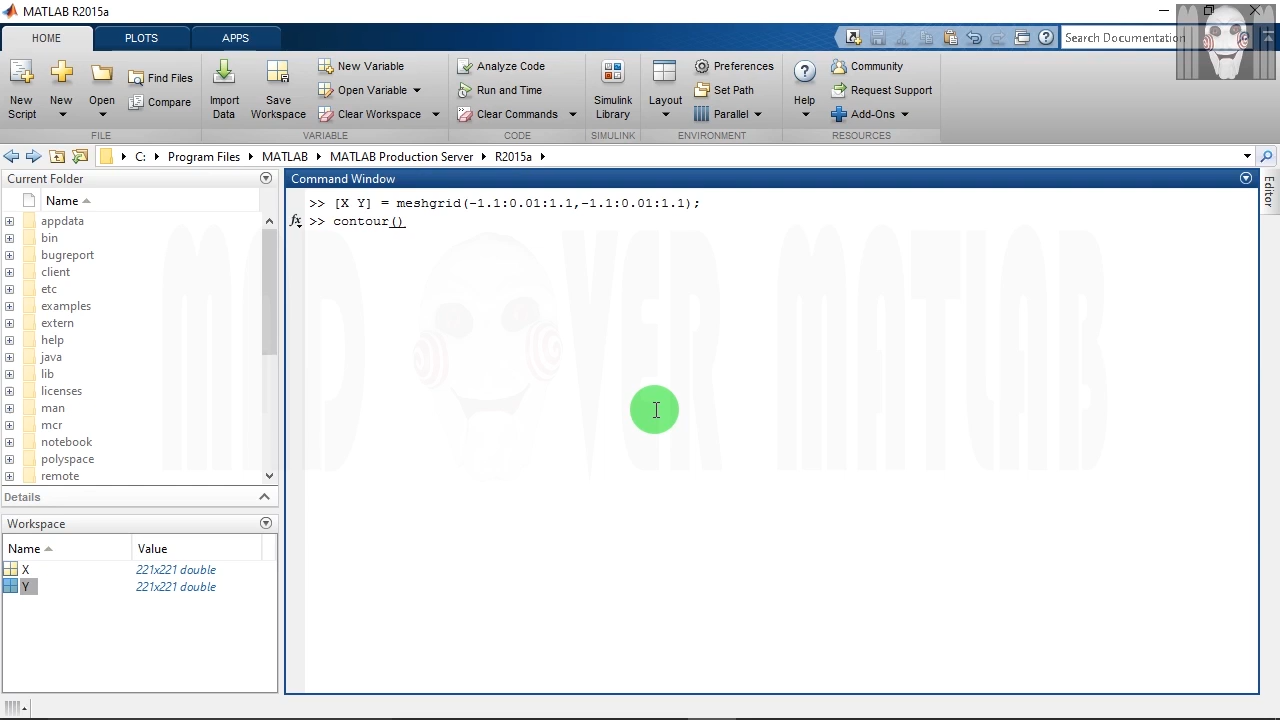 MATLAB R2015a
HOME PLOTS APPS
Search Documentation
New Script
New
Open
Find Files
Compare
Import Data
Save Workspace
New Variable
Open Variable
Clear Workspace
Analyze Code
Run and Time
Clear Commands
Simulink Library
Layout
Preferences
Set Path
Parallel
Help
Community
Request Support
Add-Ons
FILE VARIABLE CODE SIMULINK ENVIRONMENT RESOURCES
C: Program Files MATLAB MATLAB Production Server R2015a
Current Folder
Name
appdata
bin
bugreport
client
etc
examples
extern
help
java
lib
licenses
man
mcr
notebook
polyspace
remote
Details
Workspace
Name Value
X 221x221 double
Y 221x221 double
Command Window
>> [X Y] = meshgrid(-1.1:0.01:1.1,-1.1:0.01:1.1);
fx >> contour()
MAD VER MATLAB
Editor